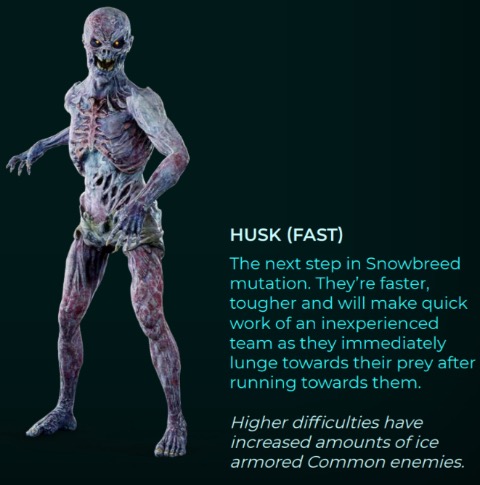 HUSK (FAST)
The next step in Snowbreed
mutation. They’re faster,
tougher and will make quick
work of an inexperienced
team as they immediately
lunge towards their prey after
running towards them.
Higher difficulties have
increased amounts of ice
armored Common enemies.